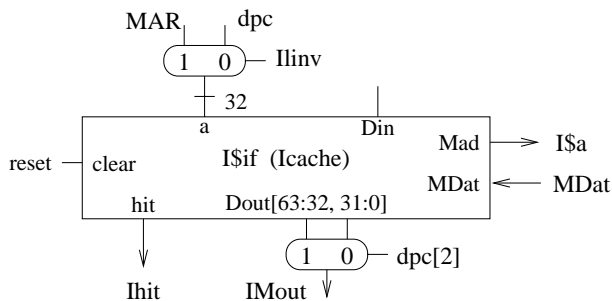 MAR dpc
1 0 Ilinv
32
a Din
I$if (Icache) Mad I$a
reset clear
MDat MDat
hit Dout[63:32, 31:0]
1 0 dpc[2]
Ihit IMout